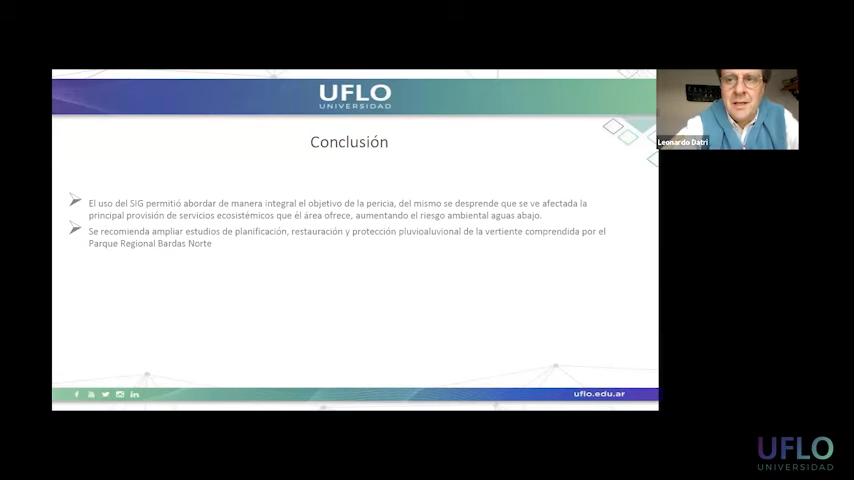 UFLO
UNIVERSIDAD
Leonardo Datri
Conclusión
El uso del SIG permitió abordar de manera integral el objetivo de la pericia, del mismo se desprende que se ve afectada la
principal provisión de servicios ecosistémicos que él área ofrece, aumentando el riesgo ambiental aguas abajo.
Se recomienda ampliar estudios de planificación, restauración y protección pluvioaluvional de la vertiente comprendida por el
Parque Regional Bardas Norte
uflo.edu.ar
UFLO
UNIVERSIDAD